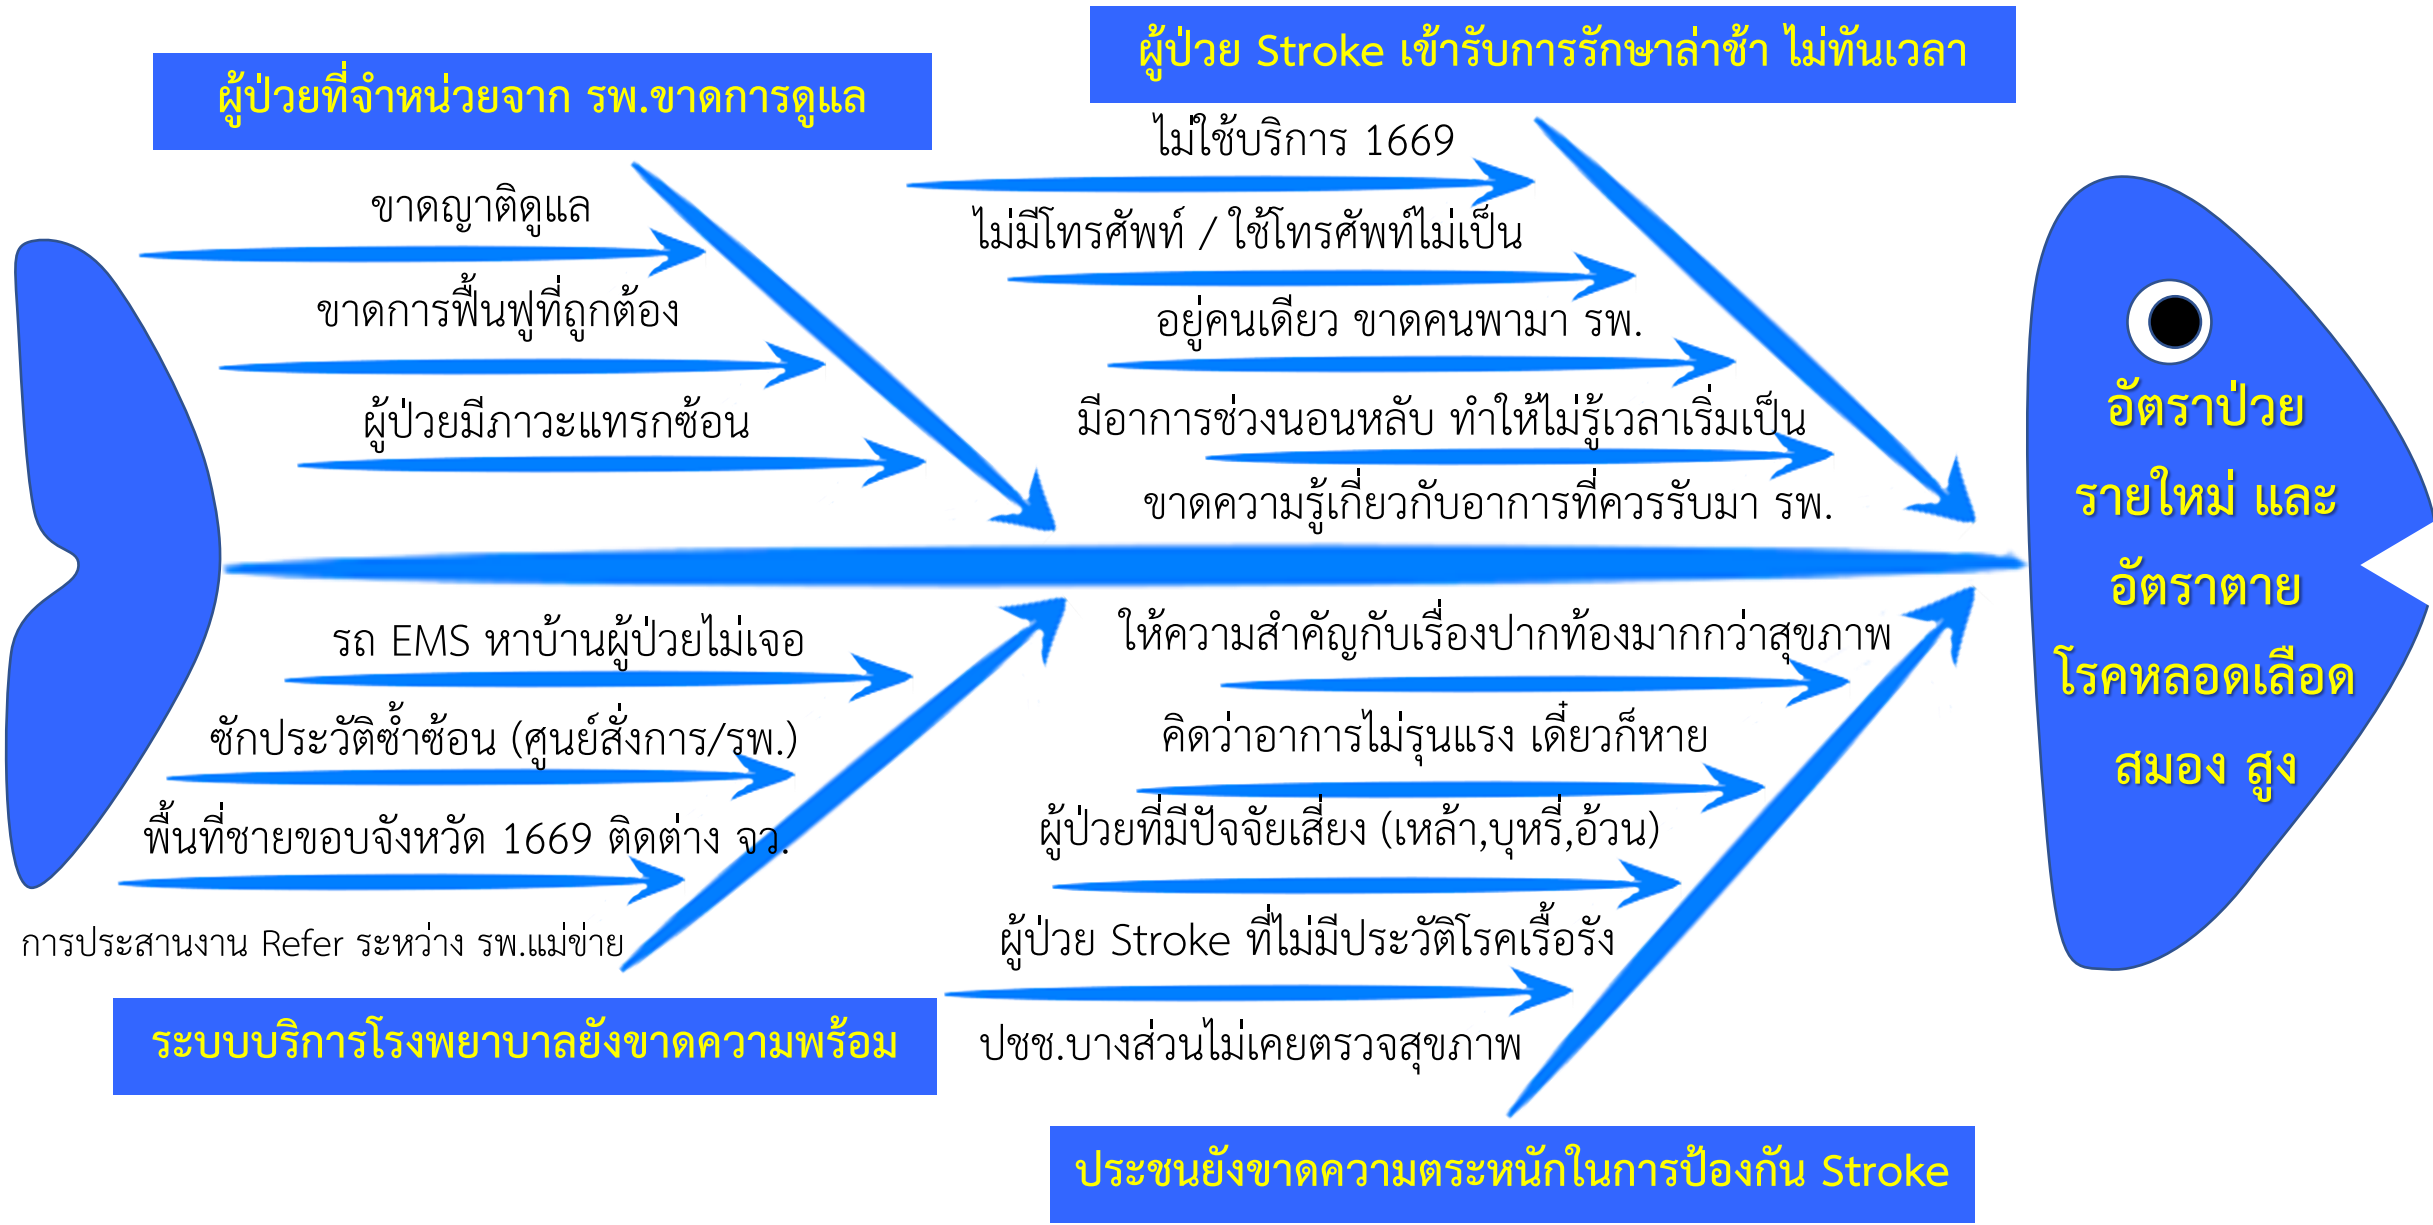 ผู้ป่วยที่จำหน่วยจาก รพ.ขาดการดูแล
ขาดญาติดูแล
ขาดการฟื้นฟูที่ถูกต้อง
ผู้ป่วยมีภาวะแทรกซ้อน
ผู้ป่วย Stroke เข้ารับการรักษาล่าช้า ไม่ทันเวลา
ไม่ใช้บริการ 1669
ไม่มีโทรศัพท์ / ใช้โทรศัพท์ไม่เป็น
อยู่คนเดียว ขาดคนพามา รพ.
มีอาการช่วงนอนหลับ ทำให้ไม่รู้เวลาเริ่มเป็น
ขาดความรู้เกี่ยวกับอาการที่ควรรับมา รพ.
รถ EMS หาบ้านผู้ป่วยไม่เจอ
ซักประวัติซ้ำซ้อน (ศูนย์สั่งการ/รพ.)
พื้นที่ชายขอบจังหวัด 1669 ติดต่าง จว.
การประสานงาน Refer ระหว่าง รพ.แม่ข่าย
ระบบบริการโรงพยาบาลยังขาดความพร้อม
ให้ความสำคัญกับเรื่องปากท้องมากกว่าสุขภาพ
คิดว่าอาการไม่รุนแรง เดี๋ยวก็หาย
ผู้ป่วยที่มีปัจจัยเสี่ยง (เหล้า,บุหรี่,อ้วน)
ผู้ป่วย Stroke ที่ไม่มีประวัติโรคเรื้อรัง
ปชช.บางส่วนไม่เคยตรวจสุขภาพ
ประชนยังขาดความตระหนักในการป้องกัน Stroke
อัตราป่วย
รายใหม่ และ
อัตราตาย
โรคหลอดเลือด
สมอง สูง